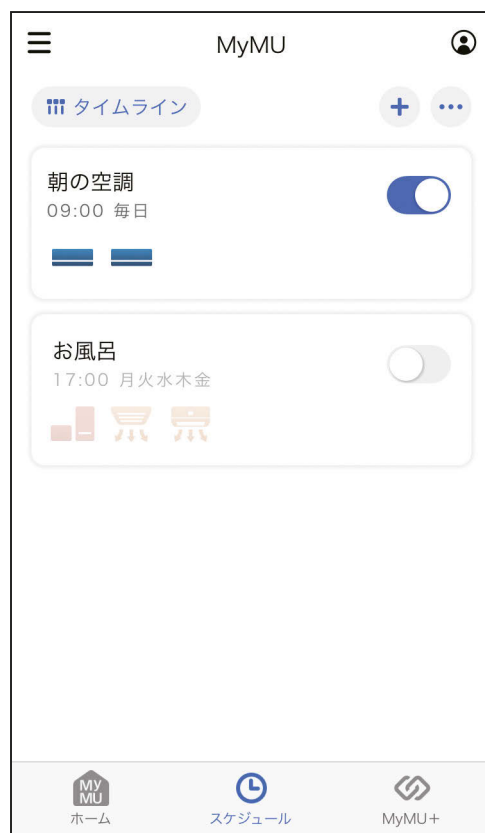 MyMU
タイムライン
朝の空調
09:00 毎日
お風呂
17:00 月火水木金
MY
MU
ホーム
スケジュール
MyMU+